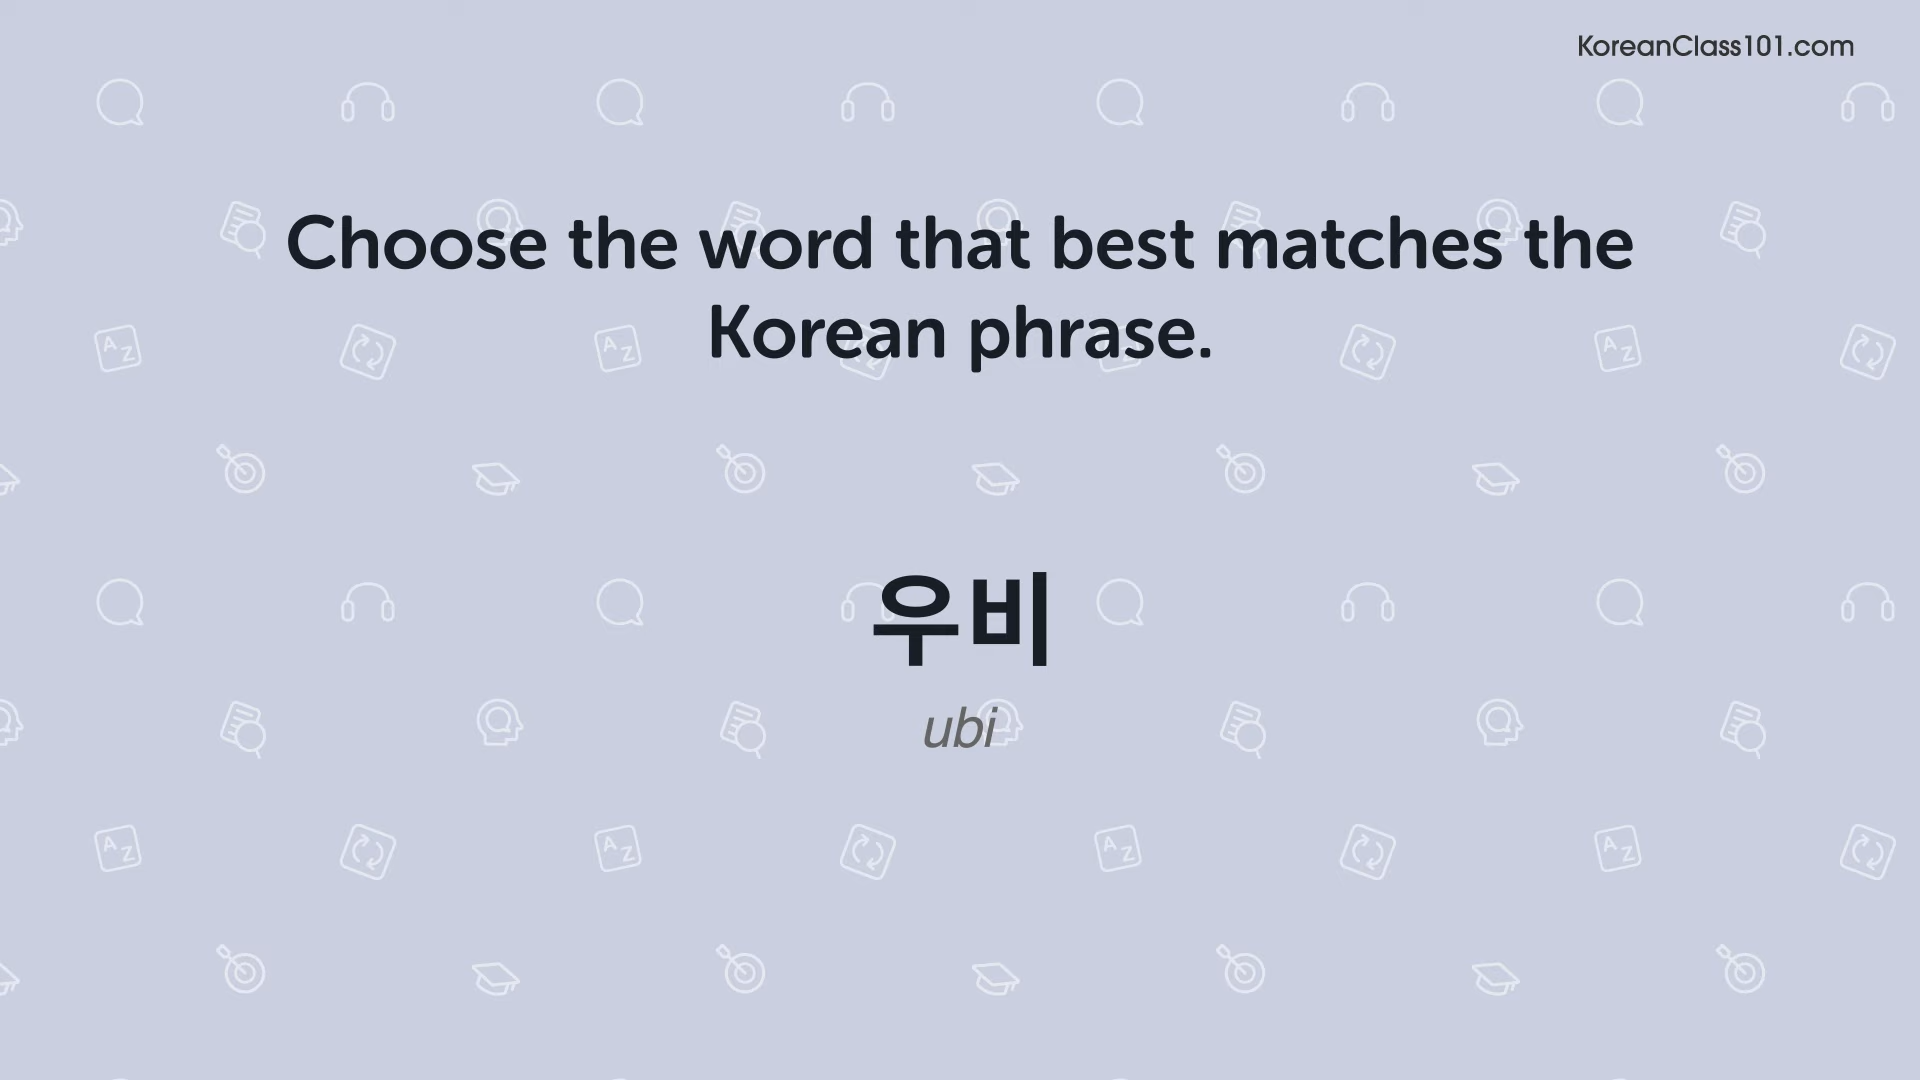 KoreanClass101.com
Choose the word that best matches the
Korean phrase.
우비
ubi